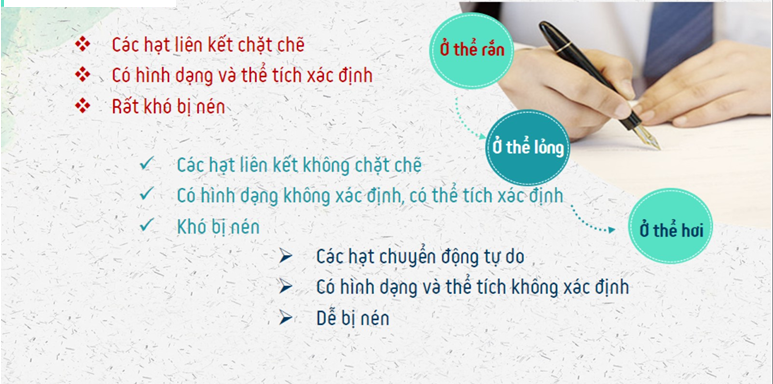 Ở thể rắn
Các hạt liên kết chặt chẽ
Có hình dạng và thể tích xác định
Rất khó bị nén
Ở thể lỏng
Các hạt liên kết không chặt chẽ
Có hình dạng không xác định, có thể tích xác định
Khó bị nén
Ở thể hơi
Các hạt chuyển động tự do
Có hình dạng và thể tích không xác định
Dễ bị nén